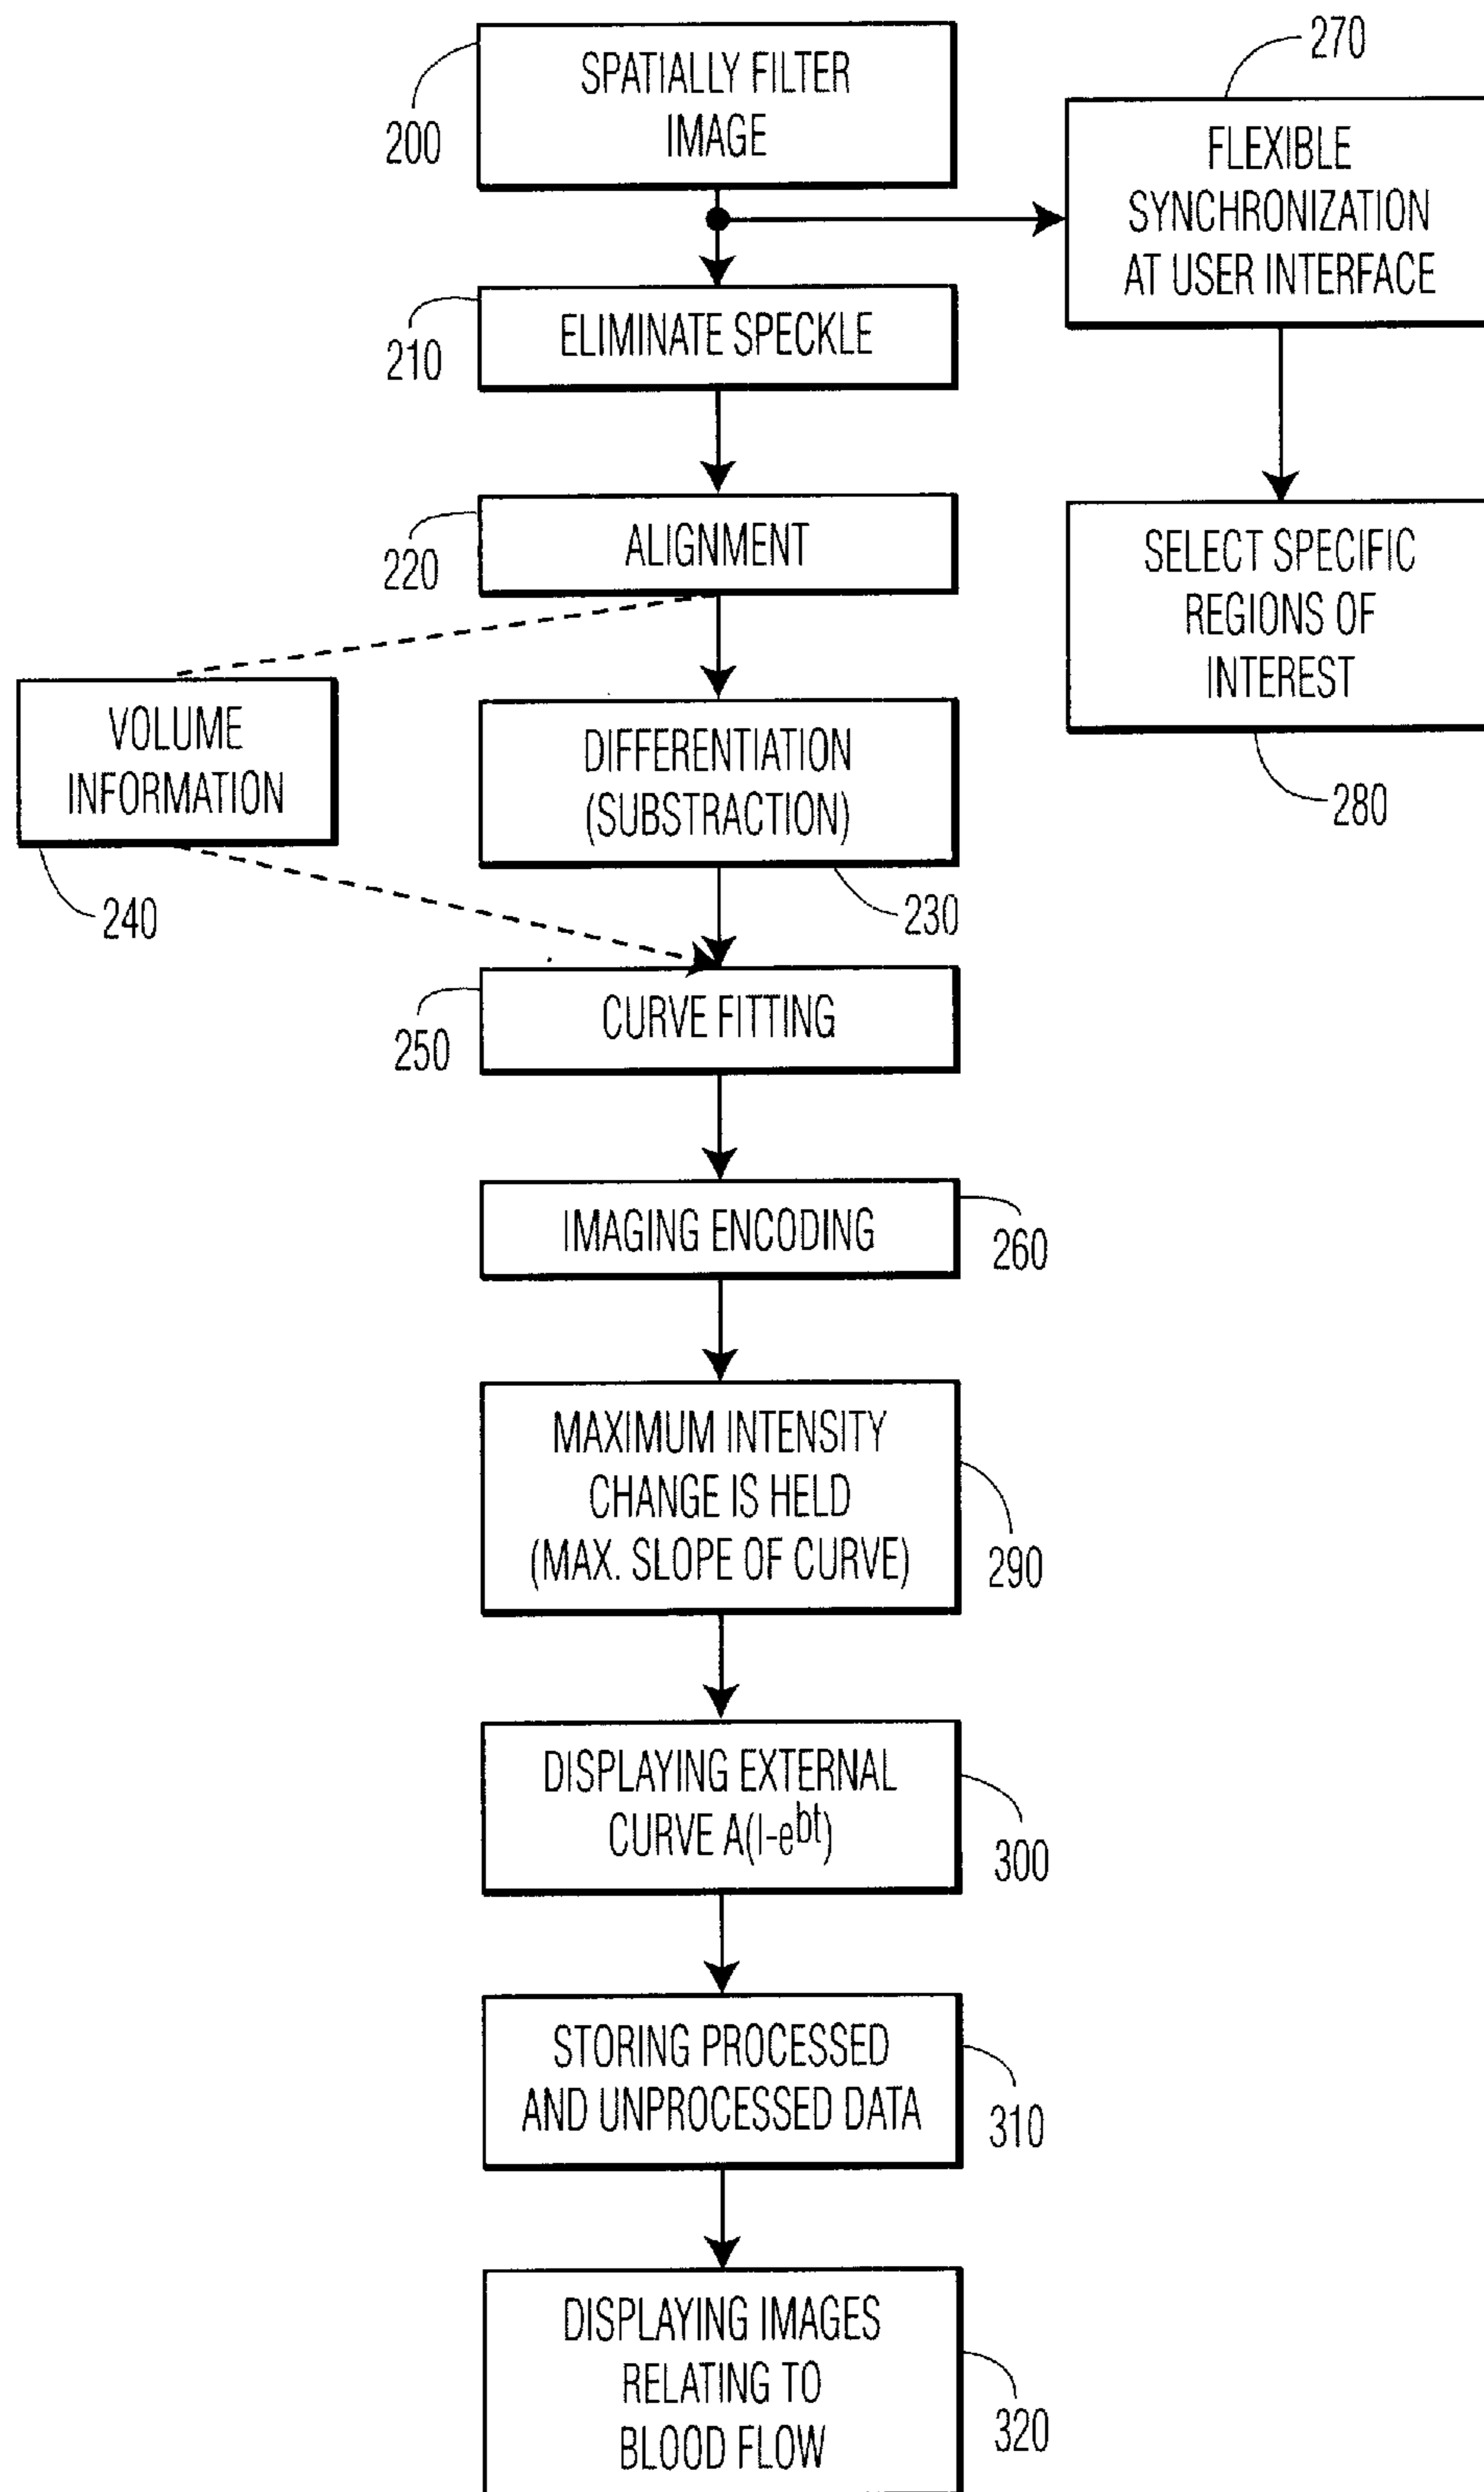 SPATIALLY FILTER
IMAGE
200
270
FLEXIBLE
SYNCHRONIZATION
AT USER INTERFACE
ELIMINATE SPECKLE
210
ALIGNMENT
220
SELECT SPECIFIC
REGIONS OF
INTEREST
280
VOLUME
INFORMATION
240
DIFFERENTIATION
(SUBSTRACTION)
230
CURVE FITTING
250
IMAGING ENCODING
260
MAXIMUM INTENSITY
CHANGE IS HELD
(MAX. SLOPE OF CURVE)
290
DISPLAYING EXTERNAL
CURVE A(I-e^bt)
300
STORING PROCESSED
AND UNPROCESSED DATA
310
DISPLAYING IMAGES
RELATING TO
BLOOD FLOW
320